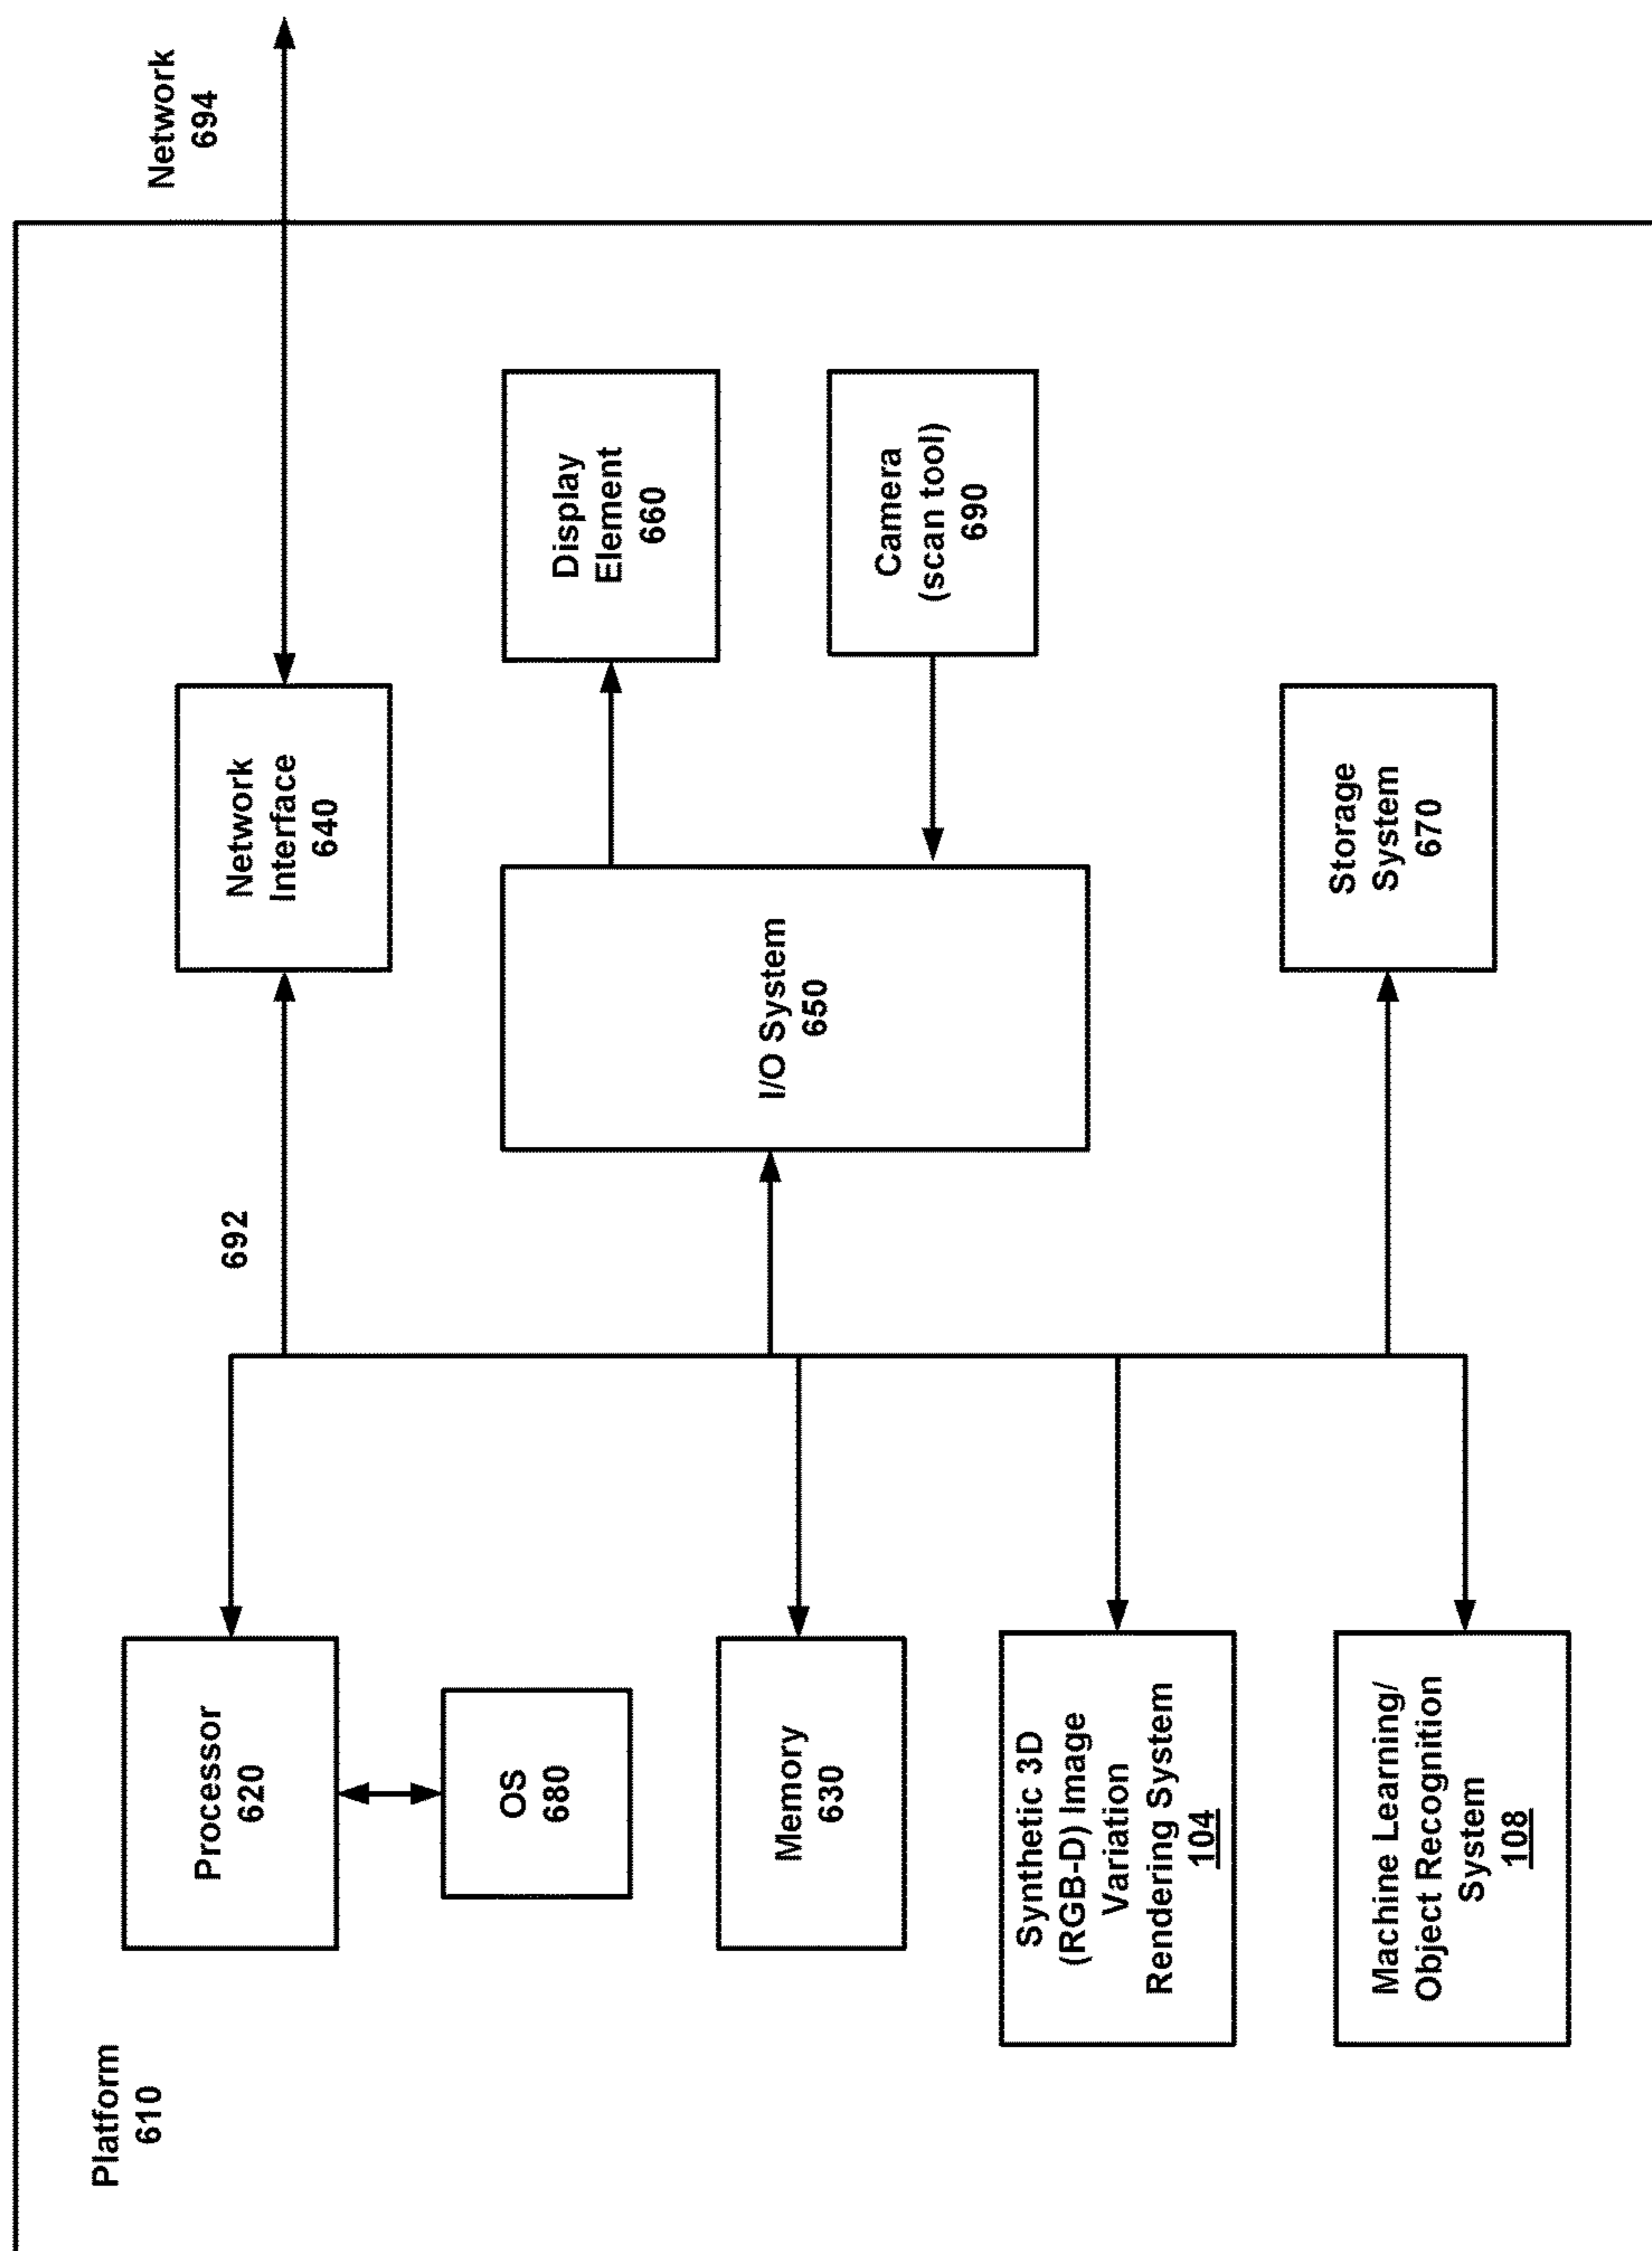 Platform
610
Network
694
Processor
620
692
Network
Interface
640
OS
680
Display
Element
660
Memory
630
I/O System
650
Camera
(scan tool)
690
Synthetic 3D
(RGB-D) Image
Variation
Rendering System
104
Storage
System
670
Machine Learning/
Object Recognition
System
108